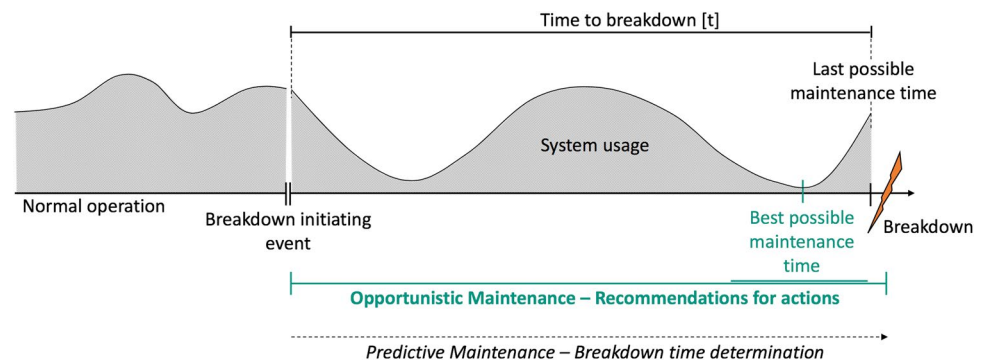 Time to breakdown [t]
Last possible
maintenance time
System usage
Normal operation
Breakdown initiating
event
Best possible
maintenance
time
Breakdown
Opportunistic Maintenance – Recommendations for actions
Predictive Maintenance – Breakdown time determination